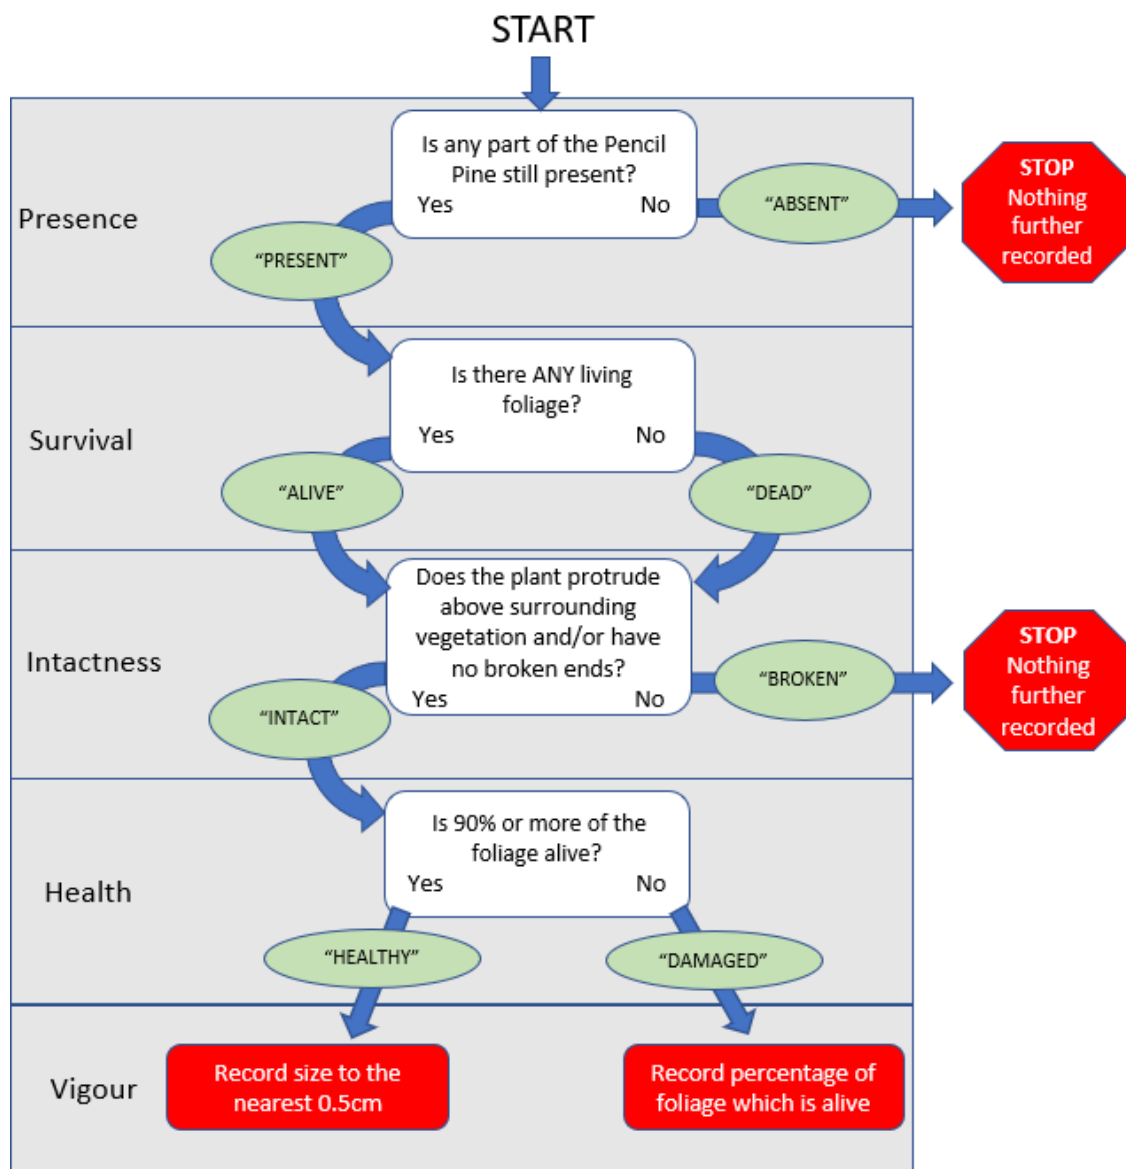 START
Presence
Is any part of the Pencil
Pine still present?
Yes
No
“ABSENT”
“PRESENT”
STOP
Nothing
further
recorded
Survival
Is there ANY living
foliage?
Yes
No
“ALIVE”
“DEAD”
Intactness
Does the plant protrude
above surrounding
vegetation and/or have
no broken ends?
Yes
No
“BROKEN”
“INTACT”
STOP
Nothing
further
recorded
Health
Is 90% or more of the
foliage alive?
Yes
No
“HEALTHY”
“DAMAGED”
Vigour
Record size to the
nearest 0.5cm
Record percentage of
foliage which is alive